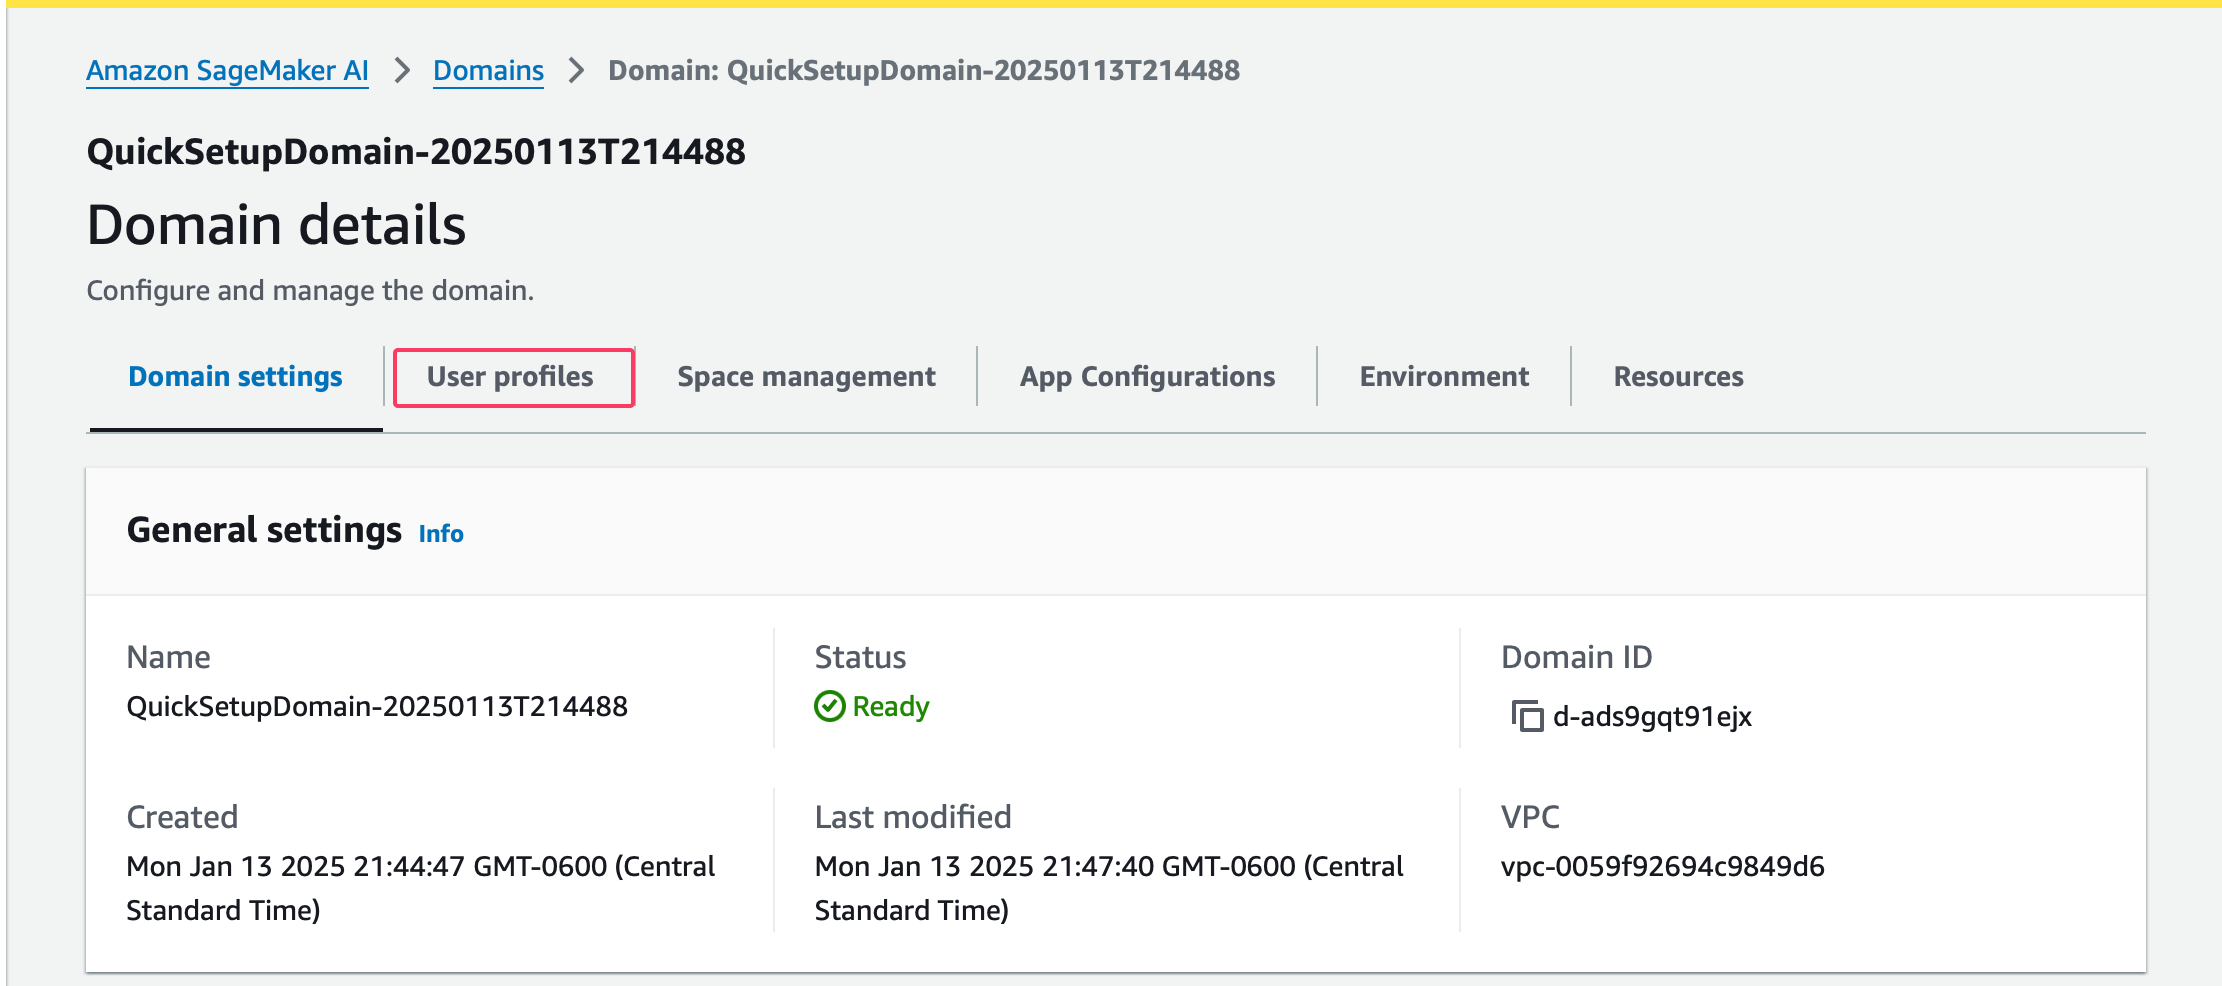 Amazon SageMaker AI > Domains > Domain: QuickSetupDomain-20250113T214488
QuickSetupDomain-20250113T214488
Domain details
Configure and manage the domain.
Domain settings User profiles Space management App Configurations Environment Resources
General settings Info
Name Status Domain ID
QuickSetupDomain-20250113T214488 Ready d-ads9gqt91ejx
Created Last modified VPC
Mon Jan 13 2025 21:44:47 GMT-0600 (Central Mon Jan 13 2025 21:47:40 GMT-0600 (Central vpc-0059f92694c9849d6
Standard Time) Standard Time)